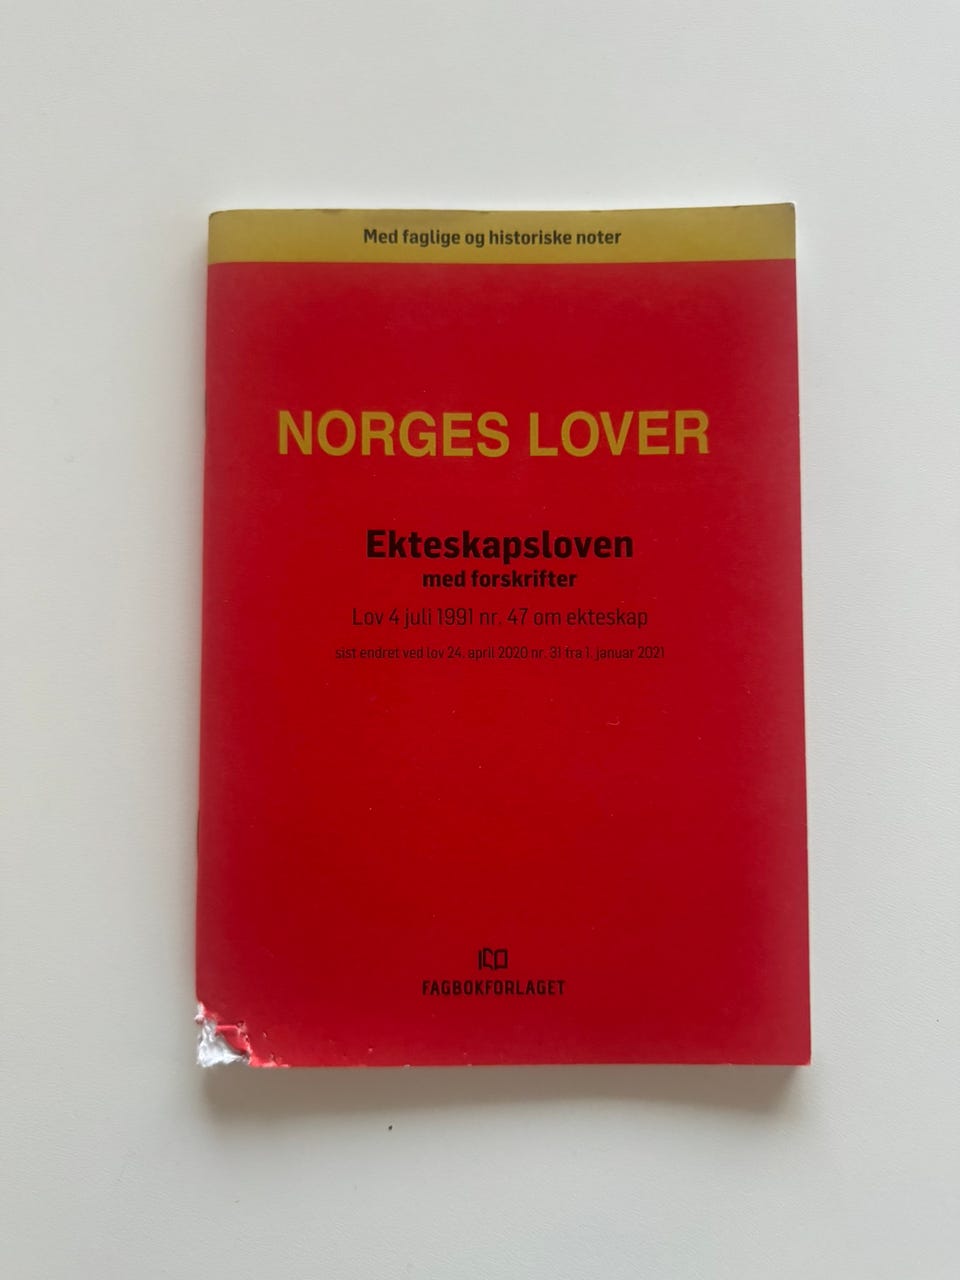 Med faglige og historiske noter
NORGES LOVER
Ekteskapsloven
med forskrifter
Lov 4 juli 1991 nr. 47 om ekteskap
sist endret ved lov 24. april 2020 nr. 31 fra 1. januar 2021
FAGBOKFORLAGET